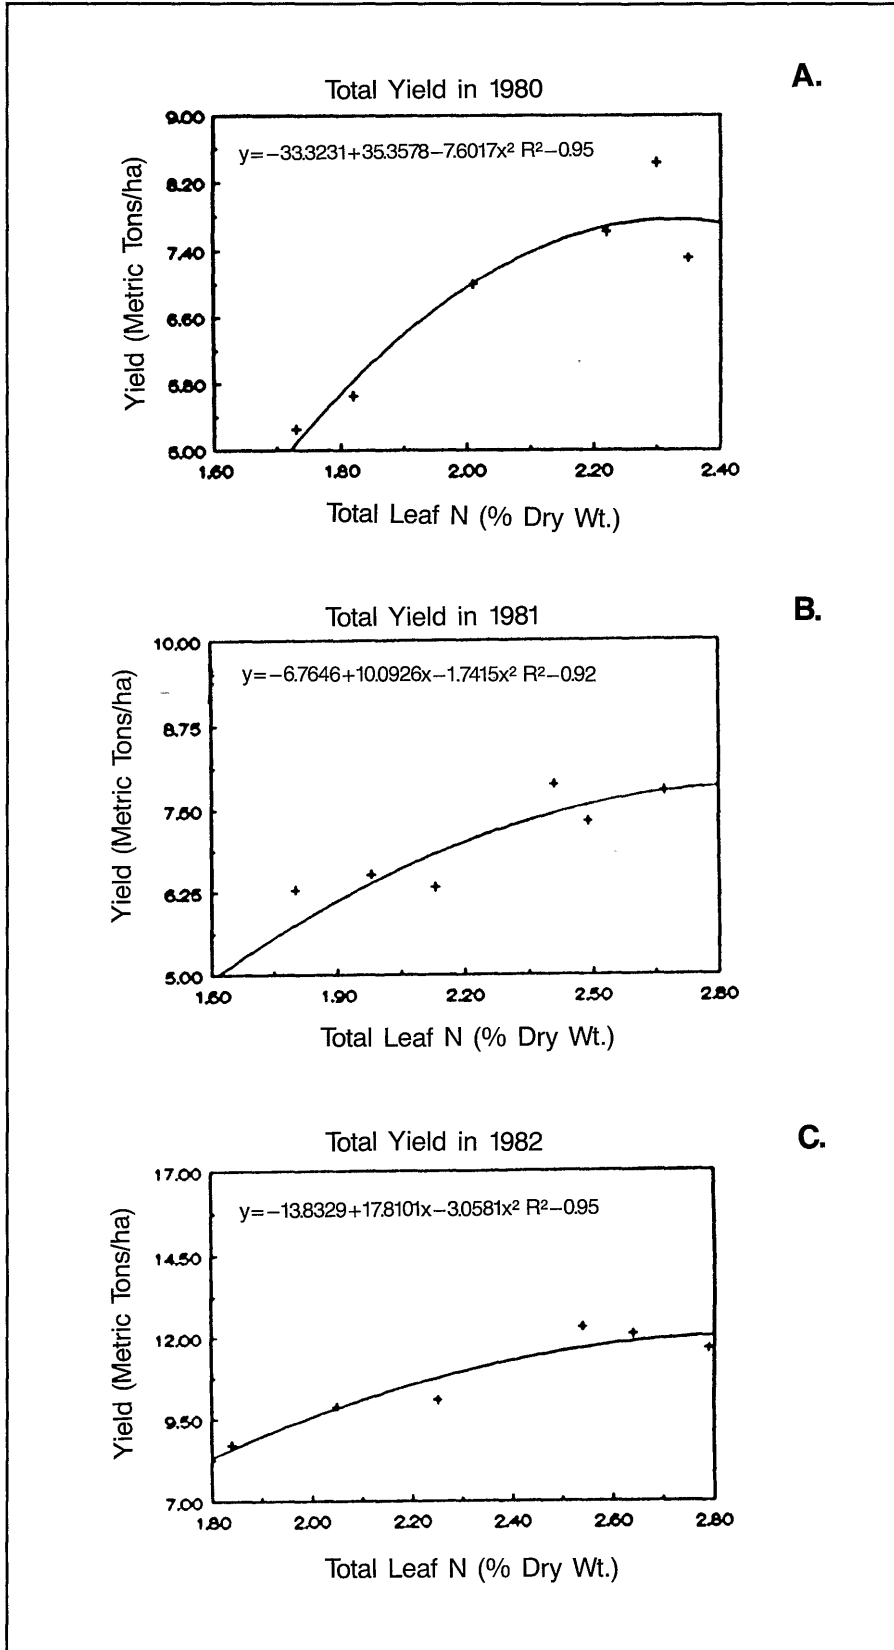 A.
Total Yield in 1980
y=−33.3231+35.3578−7.6017x² R²−0.95
Yield (Metric Tons/ha)
9.00
8.20
7.40
6.60
5.80
5.00
1.60 1.80 2.00 2.20 2.40
Total Leaf N (% Dry Wt.)
B.
Total Yield in 1981
y=−6.7646+10.0926x−1.7415x² R²−0.92
Yield (Metric Tons/ha)
10.00
8.75
7.50
6.25
5.00
1.60 1.90 2.20 2.50 2.80
Total Leaf N (% Dry Wt.)
C.
Total Yield in 1982
y=−13.8329+17.8101x−3.0581x² R²−0.95
Yield (Metric Tons/ha)
17.00
14.50
12.00
9.50
7.00
1.80 2.00 2.20 2.40 2.60 2.80
Total Leaf N (% Dry Wt.)